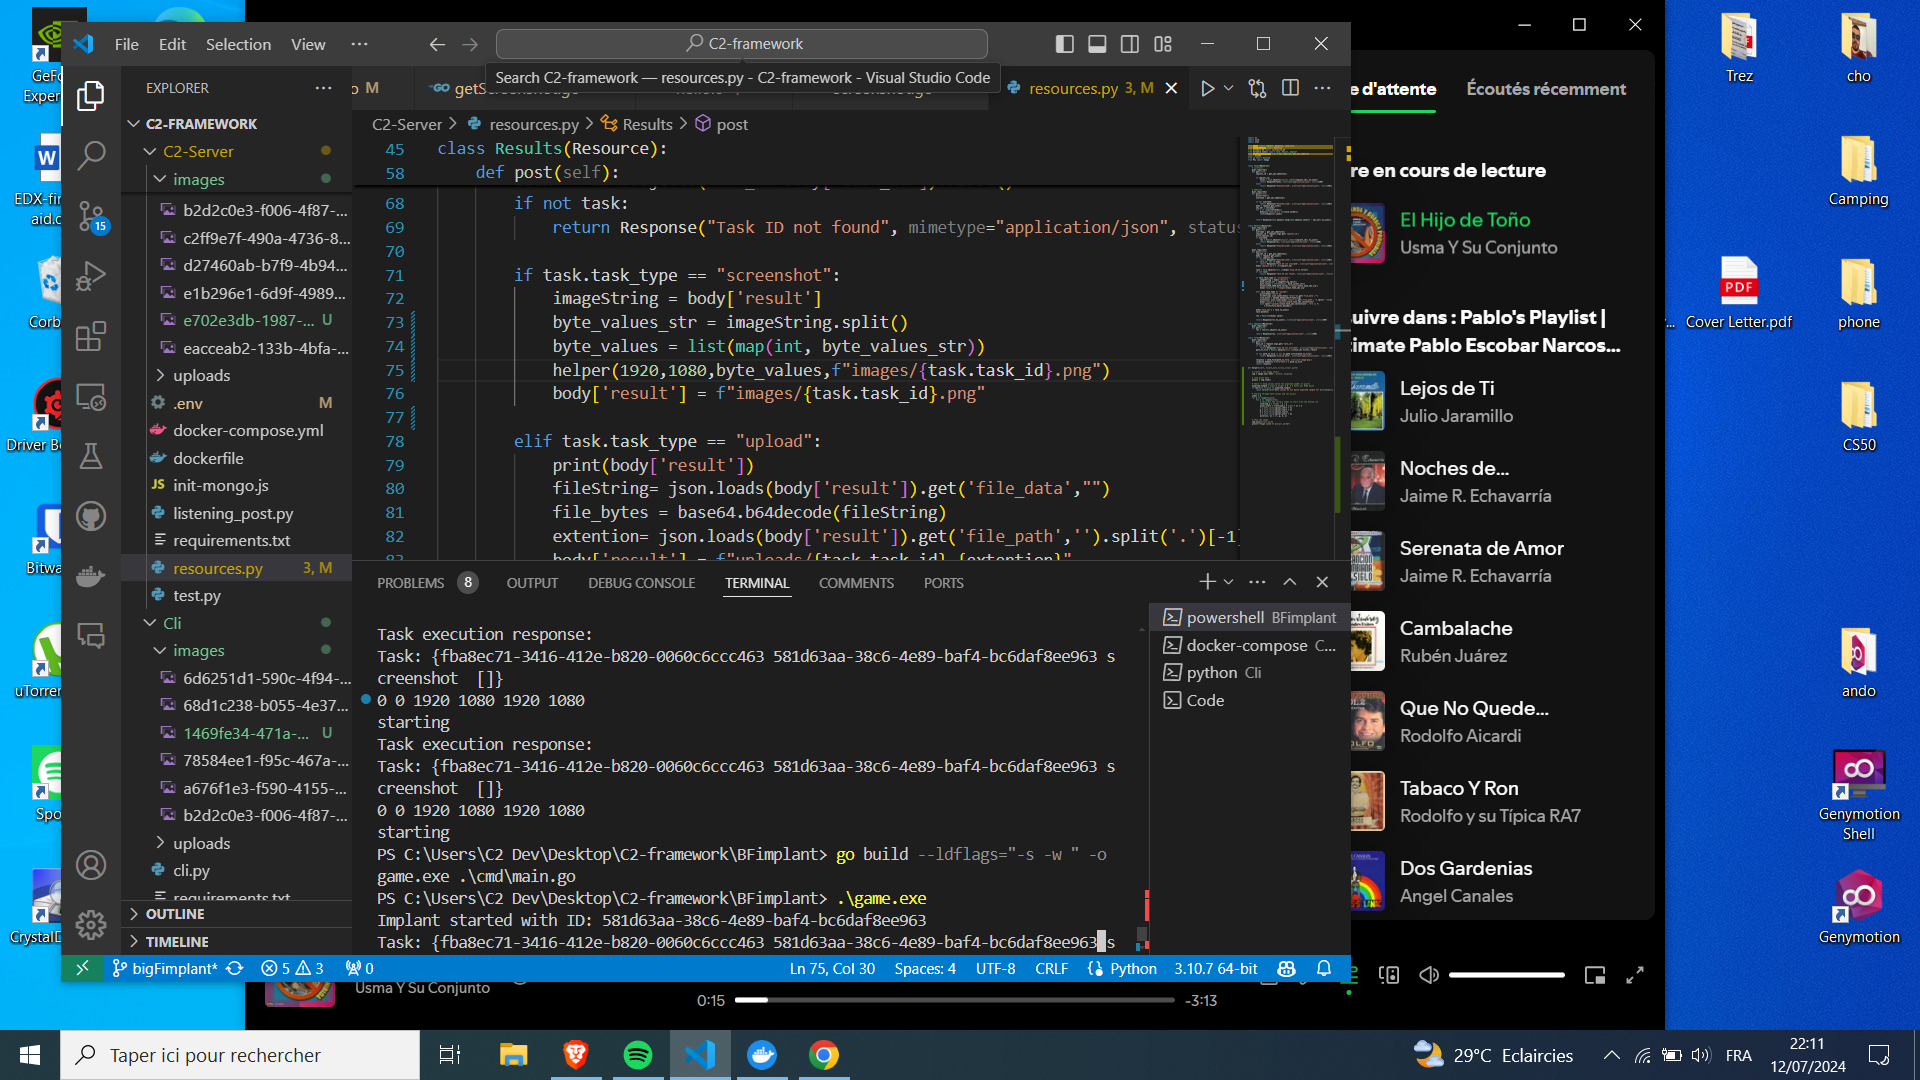 File Edit Selection View ···
C2-framework
Search C2-framework — resources.py - C2-framework - Visual Studio Code
EXPLORER
C2-FRAMEWORK
C2-Server
images
b2d2c0e3-f006-4f87-...
c2ff9e7f-490a-4736-8...
d27460ab-b7f9-4b94...
e1b296e1-6d9f-4989...
e702e3db-1987-... U
eacceab2-133b-4bfa-...
uploads
.env M
docker-compose.yml
dockerfile
init-mongo.js
listening_post.py
requirements.txt
resources.py 3, M
test.py
Cli
images
6d6251d1-590c-4f94-...
68d1c238-b055-4e37...
1469fe34-471a-... U
78584ee1-f95c-467a-...
a676f1e3-f590-4155-...
b2d2c0e3-f006-4f87-...
uploads
cli.py
requirements.txt
OUTLINE
TIMELINE
15
M
resources.py 3, M
C2-Server > resources.py > Results > post
45 class Results(Resource):
58 def post(self):
68 if not task:
69 return Response("Task ID not found", mimetype="application/json", status
70
71 if task.task_type == "screenshot":
72 imageString = body['result']
73 byte_values_str = imageString.split()
74 byte_values = list(map(int, byte_values_str))
75 helper(1920,1080,byte_values,f"images/{task.task_id}.png")
76 body['result'] = f"images/{task.task_id}.png"
77
78 elif task.task_type == "upload":
79 print(body['result'])
80 fileString= json.loads(body['result']).get('file_data',"")
81 file_bytes = base64.b64decode(fileString)
82 extention= json.loads(body['result']).get('file_path','').split('.')[-1]
PROBLEMS 8 OUTPUT DEBUG CONSOLE TERMINAL COMMENTS PORTS
Task execution response:
Task: {fba8ec71-3416-412e-b820-0060c6ccc463 581d63aa-38c6-4e89-baf4-bc6daf8ee963 s
creenshot []}
0 0 1920 1080 1920 1080
starting
Task execution response:
Task: {fba8ec71-3416-412e-b820-0060c6ccc463 581d63aa-38c6-4e89-baf4-bc6daf8ee963 s
creenshot []}
0 0 1920 1080 1920 1080
starting
PS C:\Users\C2 Dev\Desktop\C2-framework\BFimplant> go build --ldflags="-s -w " -o
game.exe .\cmd\main.go
PS C:\Users\C2 Dev\Desktop\C2-framework\BFimplant> .\game.exe
Implant started with ID: 581d63aa-38c6-4e89-baf4-bc6daf8ee963
Task: {fba8ec71-3416-412e-b820-0060c6ccc463 581d63aa-38c6-4e89-baf4-bc6daf8ee963 s
powershell BFimplant
docker-compose C...
python Cli
Code
bigFimplant* 5 3 0
Ln 75, Col 30 Spaces: 4 UTF-8 CRLF Python 3.10.7 64-bit
e d'attente Écoutés récemment
re en cours de lecture
El Hijo de Toño
Usma Y Su Conjunto
suivre dans : Pablo's Playlist |
timate Pablo Escobar Narcos...
Lejos de Ti
Julio Jaramillo
Noches de...
Jaime R. Echavarría
Serenata de Amor
Jaime R. Echavarría
Cambalache
Rubén Juárez
Que No Quede...
Rodolfo Aicardi
Tabaco Y Ron
Rodolfo y su Típica RA7
Dos Gardenias
Angel Canales
Usma Y Su Conjunto
0:15 -3:13
GeFo
Exper
EDX-fir
aid.c
Corb
Driver Bo
Bitwa
uTorrer
Spo
CrystalD
Trez
cho
Camping
PDF
Cover Letter.pdf
phone
CS50
ando
Genymotion
Shell
Genymotion
Taper ici pour rechercher
29°C Eclaircies
FRA
22:11
12/07/2024